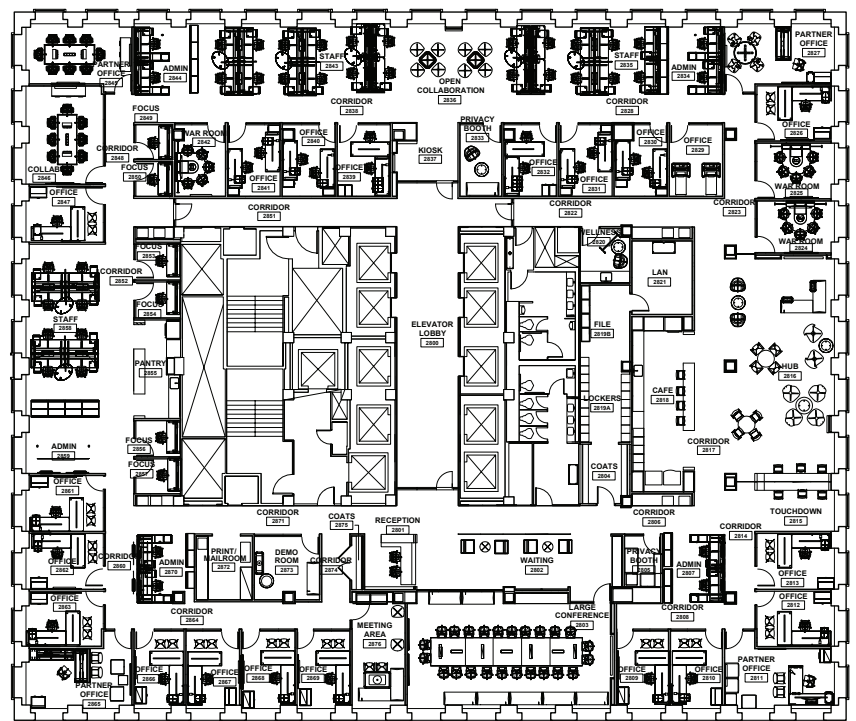 PARTNER
OFFICE
2827
ARTNER
OFFICE
2845
ADMIN
2844
STAFF
2843
OPEN
COLLABORATION
2836
STAFF
2835
ADMIN
2834
CORRIDOR
2838
CORRIDOR
2828
FOCUS
2849
WAR ROOM
2842
OFFICE
2840
PRIVACY
BOOTH
2833
OFFICE
2830
OFFICE
2829
OFFICE
2826
CORRIDOR
2848
KIOSK
2837
COLLAB
2846
FOCUS
2850
OFFICE
2841
OFFICE
2839
OFFICE
2832
OFFICE
2831
WAR ROOM
2825
OFFICE
2847
CORRIDOR
2851
CORRIDOR
2822
CORRIDOR
2823
WAR ROOM
2824
FOCUS
2853
WELLNESS
2820
CORRIDOR
2852
LAN
2821
FOCUS
2854
STAFF
2858
ELEVATOR
LOBBY
2800
FILE
2819B
PANTRY
2855
HUB
2816
CAFE
2818
LOCKERS
2819A
ADMIN
2859
FOCUS
2856
CORRIDOR
2817
FOCUS
2857
COATS
2804
OFFICE
2861
CORRIDOR
2871
COATS
2875
RECEPTION
2801
CORRIDOR
2806
TOUCHDOWN
2815
CORRIDOR
2814
OFFICE
2862
CORRIDOR
2860
ADMIN
2870
PRINT/
MAILROOM
2872
DEMO
ROOM
2873
CORRIDOR
2874
WAITING
2802
PRIVACY
BOOTH
2805
ADMIN
2807
OFFICE
2813
OFFICE
2863
CORRIDOR
2864
MEETING
AREA
2876
LARGE
CONFERENCE
2803
CORRIDOR
2808
OFFICE
2812
PARTNER
OFFICE
2865
OFFICE
2866
OFFICE
2867
OFFICE
2868
OFFICE
2869
OFFICE
2809
OFFICE
2810
PARTNER
OFFICE
2811